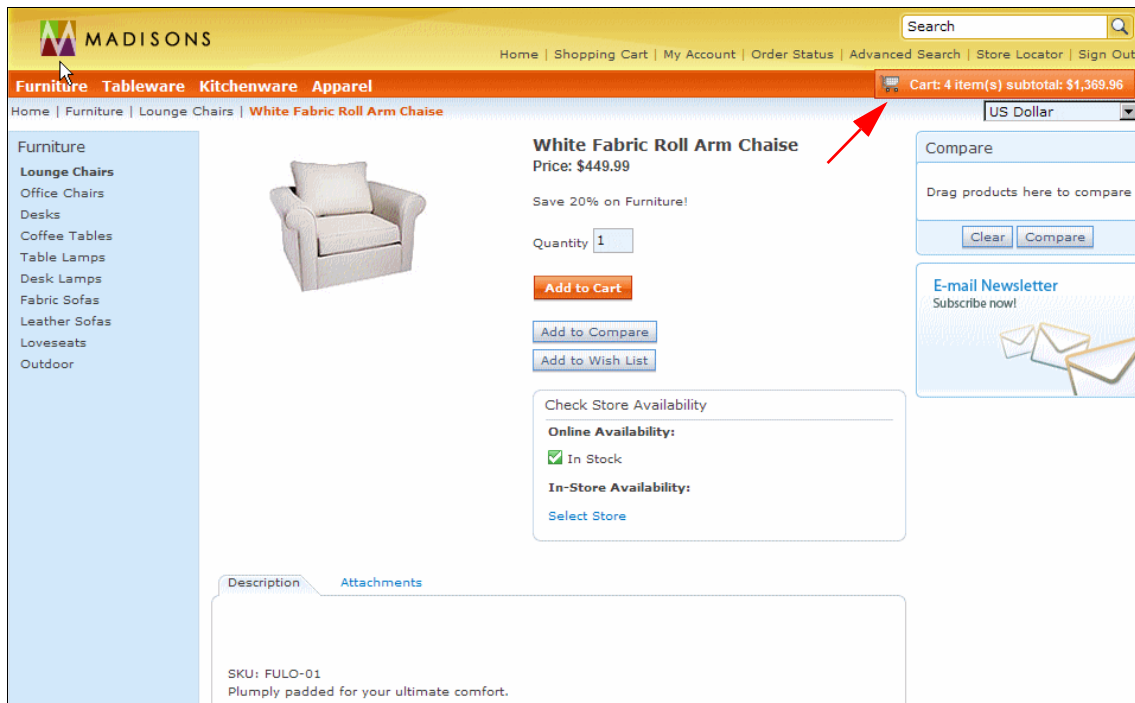 MADISONS
Search
Home | Shopping Cart | My Account | Order Status | Advanced Search | Store Locator | Sign Out
Furniture Tableware Kitchenware Apparel
Cart: 4 item(s) subtotal: $1,369.96
Home | Furniture | Lounge Chairs | White Fabric Roll Arm Chaise
US Dollar
Furniture
Lounge Chairs
Office Chairs
Desks
Coffee Tables
Table Lamps
Desk Lamps
Fabric Sofas
Leather Sofas
Loveseats
Outdoor
White Fabric Roll Arm Chaise
Price: $449.99
Save 20% on Furniture!
Quantity 1
Add to Cart
Add to Compare
Add to Wish List
Check Store Availability
Online Availability:
In Stock
In-Store Availability:
Select Store
Compare
Drag products here to compare
Clear Compare
E-mail Newsletter
Subscribe now!
Description Attachments
SKU: FULO-01
Plumply padded for your ultimate comfort.